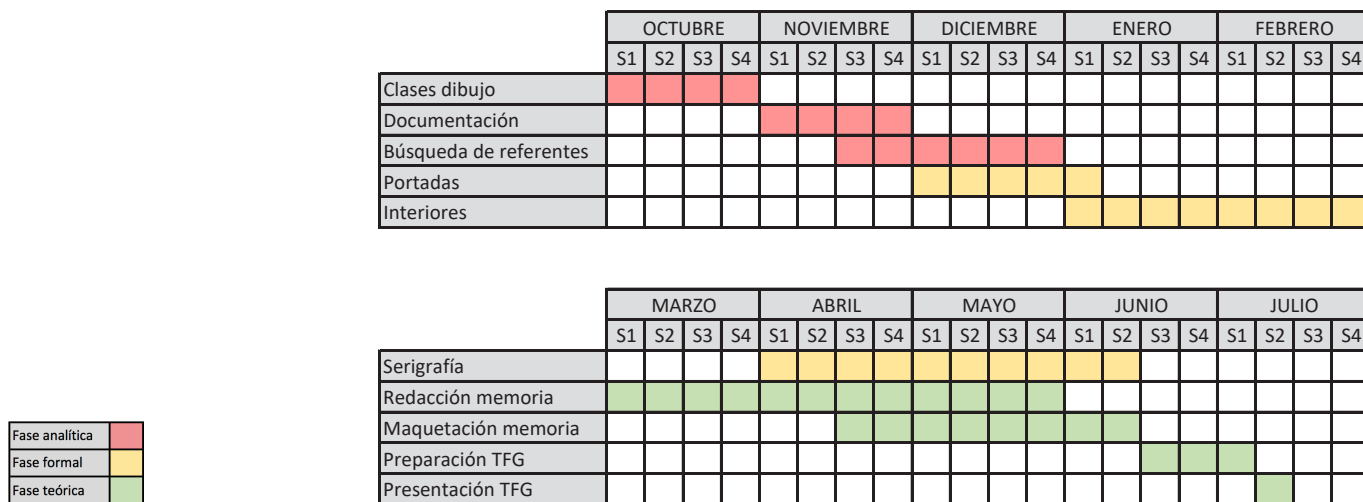 OCTUBRE NOVIEMBRE DICIEMBRE ENERO FEBRERO
S1 S2 S3 S4 S1 S2 S3 S4 S1 S2 S3 S4 S1 S2 S3 S4 S1 S2 S3 S4
Clases dibujo
Documentación
Búsqueda de referentes
Portadas
Interiores
MARZO ABRIL MAYO JUNIO JULIO
S1 S2 S3 S4 S1 S2 S3 S4 S1 S2 S3 S4 S1 S2 S3 S4 S1 S2 S3 S4
Serigrafía
Redacción memoria
Maquetación memoria
Preparación TFG
Presentación TFG
Fase analítica
Fase formal
Fase teórica